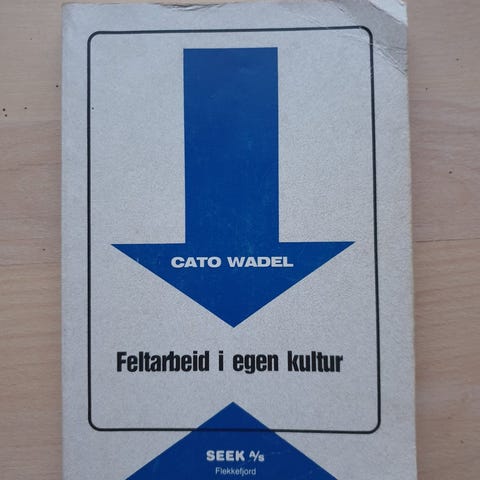 CATO WADEL
Feltarbeid i egen kultur
SEEK A/S
Flekkefjord